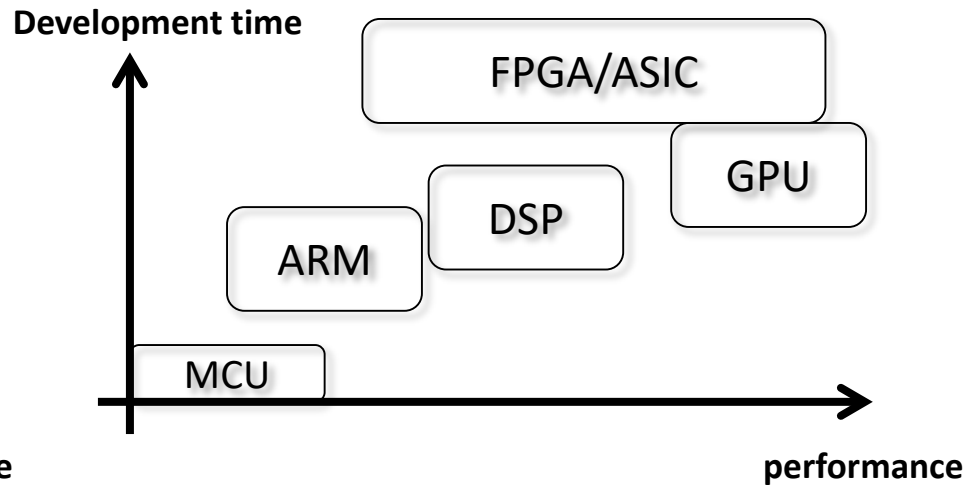 Development time
FPGA/ASIC
GPU
DSP
ARM
MCU
e
performance